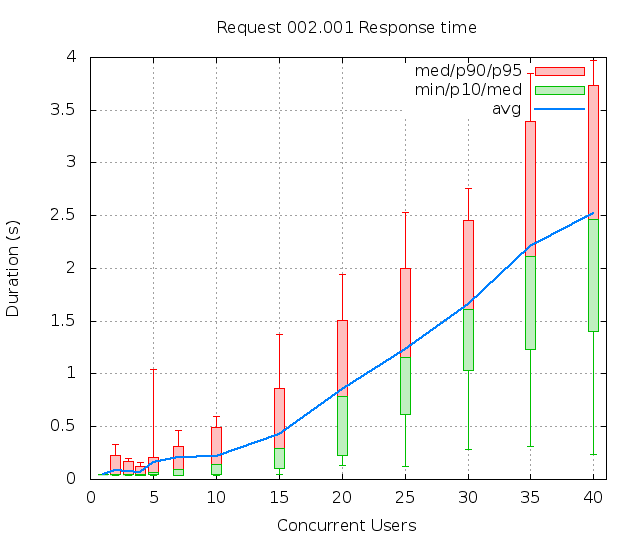 Request 002.001 Response time
med/p90/p95
min/p10/med
avg
Duration (s)
4
3.5
3
2.5
2
1.5
1
0.5
0
0 5 10 15 20 25 30 35 40
Concurrent Users